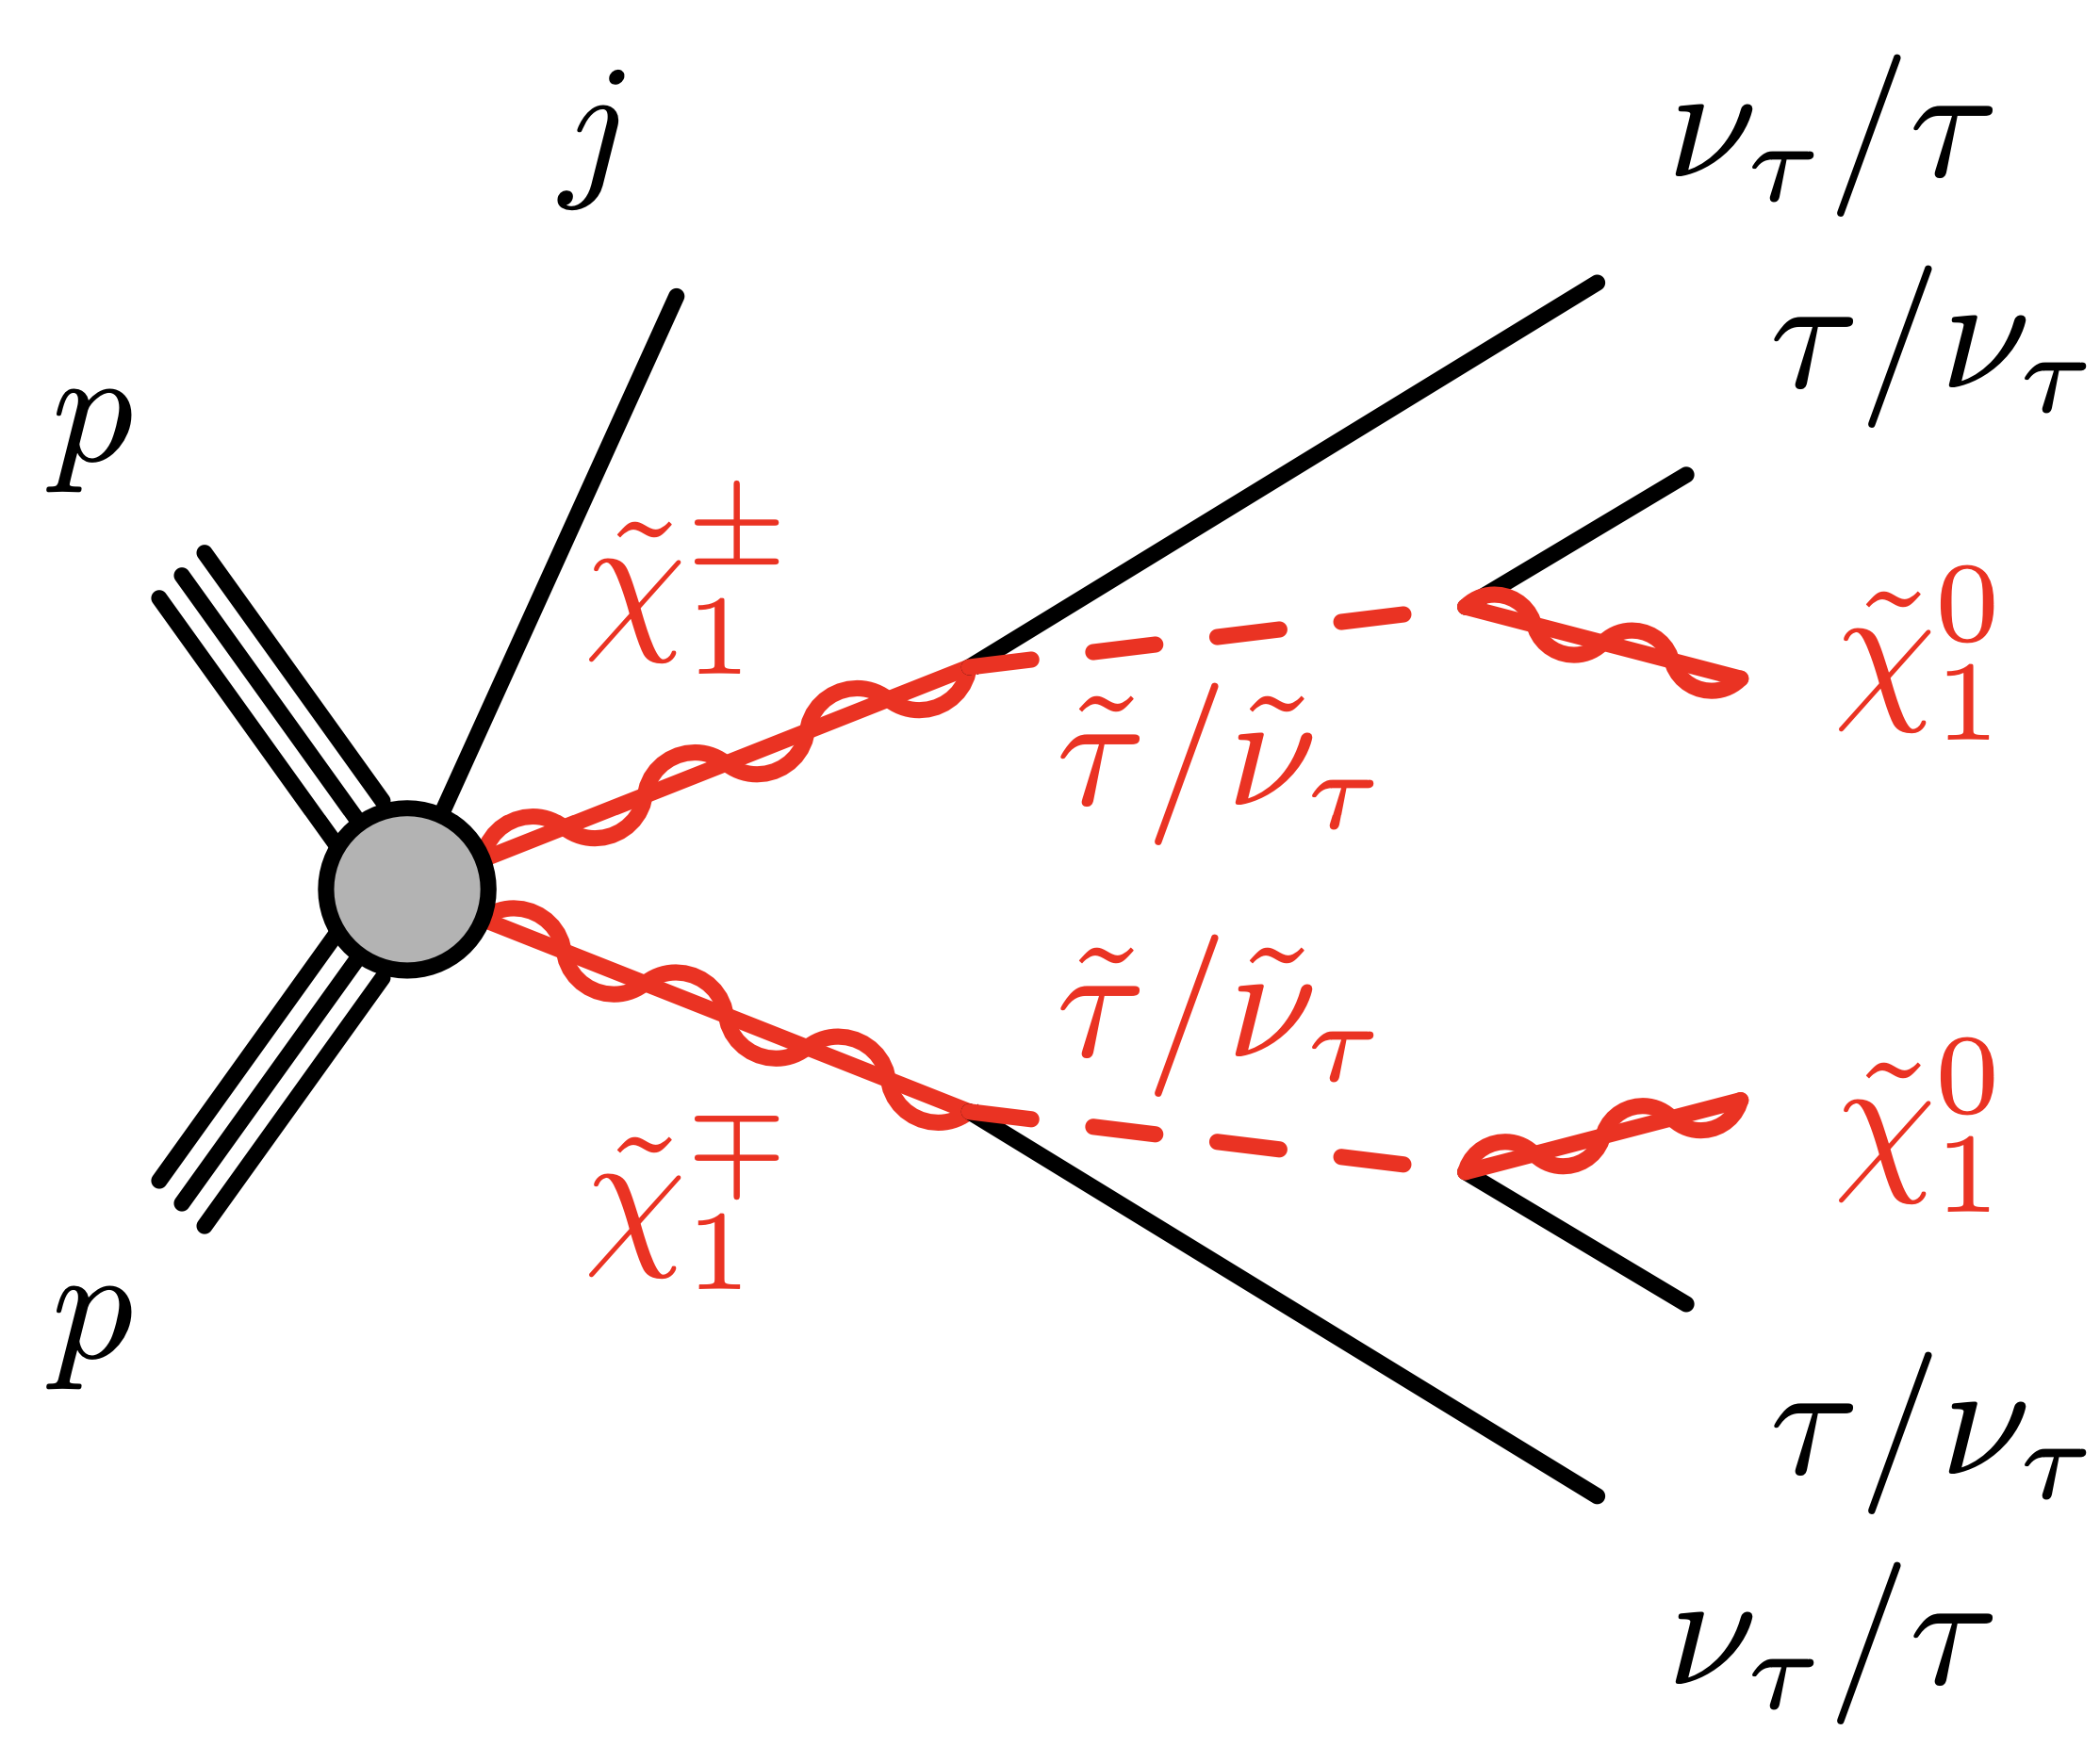 j
ν_τ/τ
τ/ν_τ
p
χ̃₁^±
χ̃₁⁰
τ̃/ν̃_τ
τ̃/ν̃_τ
χ̃₁^∓
χ̃₁⁰
p
τ/ν_τ
ν_τ/τ